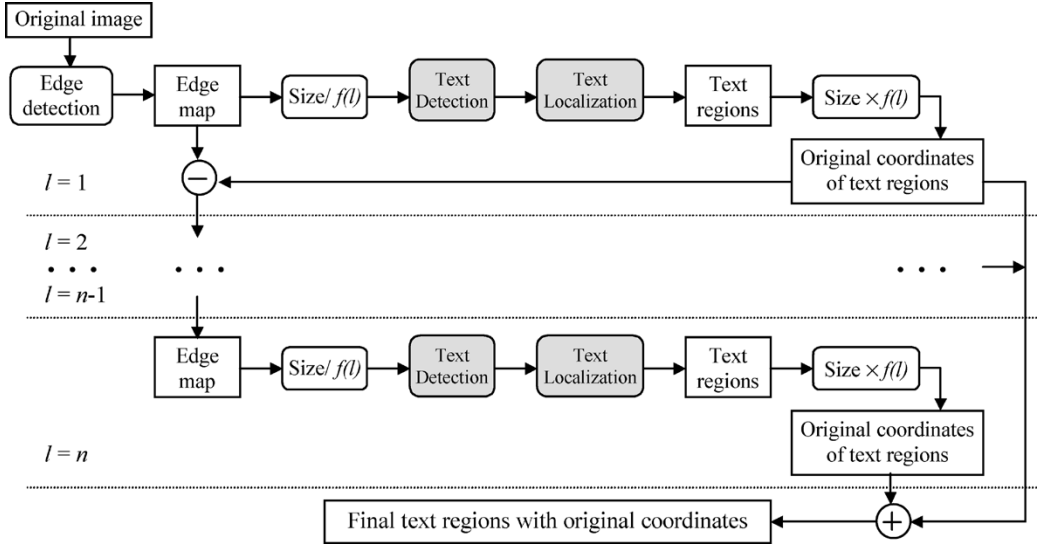 Original image
Edge
detection
Edge
map
Size/ f(l)
Text
Detection
Text
Localization
Text
regions
Size × f(l)
Original coordinates
of text regions
−
l = 1
l = 2
. . .
. . .
. . .
l = n-1
Edge
map
Size/ f(l)
Text
Detection
Text
Localization
Text
regions
Size × f(l)
Original coordinates
of text regions
l = n
Final text regions with original coordinates
+